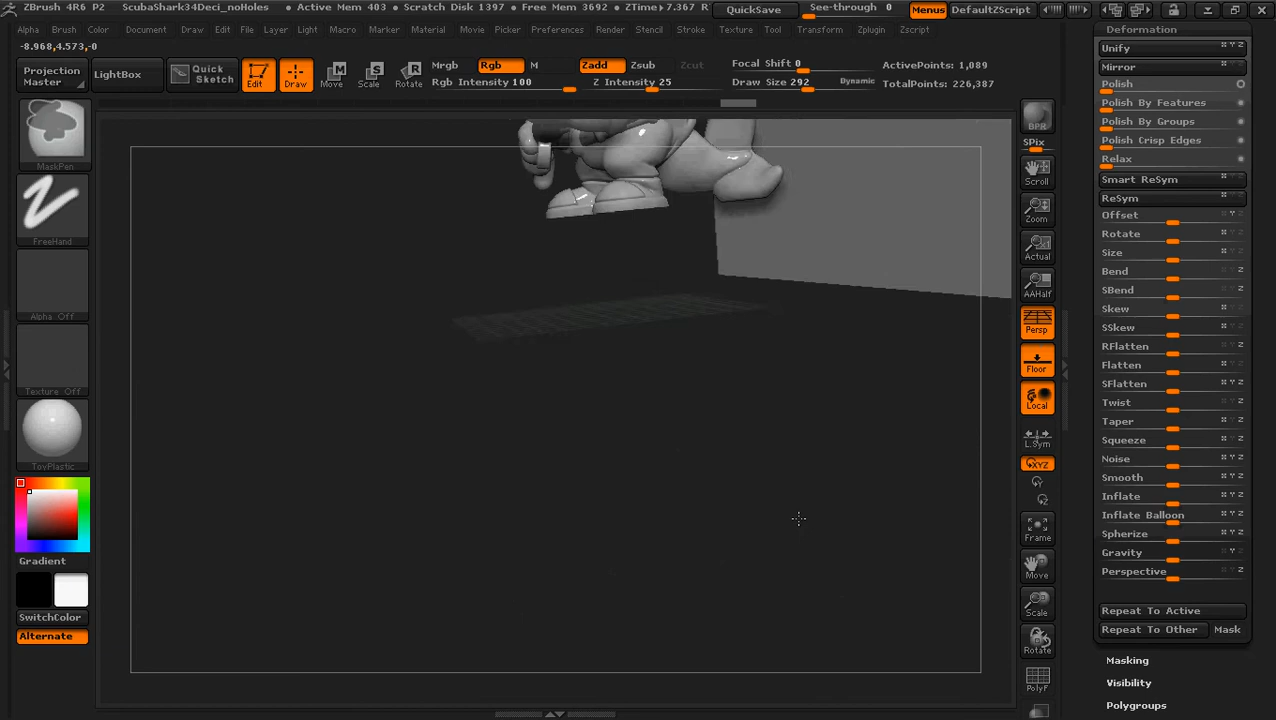 ZBrush 4R6 P2 ScubaShark34Deci_noHoles • Active Mem 403 • Scratch Disk 1397 • Free Mem 3692 • ZTime▸7.367 R QuickSave See-through 0 Menus DefaultZScript
Alpha Brush Color Document Draw Edit File Layer Light Macro Marker Material Movie Picker Preferences Render Stencil Stroke Texture Tool Transform Zplugin Zscript
-8.968,4.573,-0
Projection Master
LightBox
Quick Sketch
Edit
Draw
Move
Scale
Rotate
Mrgb Rgb M
Rgb Intensity 100
Zadd Zsub Zcut
Z Intensity 25
Focal Shift 0
Draw Size 292 Dynamic
ActivePoints: 1,089
TotalPoints: 226,387
MaskPen
FreeHand
Alpha Off
Texture Off
ToyPlastic
Gradient
SwitchColor
Alternate
BPR
SPix
Scroll
Zoom
Actual
AAHalf
Persp
Floor
Local
L.Sym
XYZ
Y
Z
Frame
Move
Scale
Rotate
PolyF
Deformation
Unify X Y Z
Mirror X Y Z
Polish
Polish By Features
Polish By Groups
Polish Crisp Edges
Relax
Smart ReSym X Y Z
ReSym X Y Z
Offset X Y Z
Rotate X Y Z
Size X Y Z
Bend X Y Z
SBend X Y Z
Skew X Y Z
SSkew X Y Z
RFlatten X Y Z
Flatten X Y Z
SFlatten X Y Z
Twist X Y Z
Taper X Y Z
Squeeze X Y Z
Noise X Y Z
Smooth X Y Z
Inflate X Y Z
Inflate Balloon X Y Z
Spherize X Y Z
Gravity X Y Z
Perspective X Y Z
Repeat To Active
Repeat To Other Mask
Masking
Visibility
Polygroups